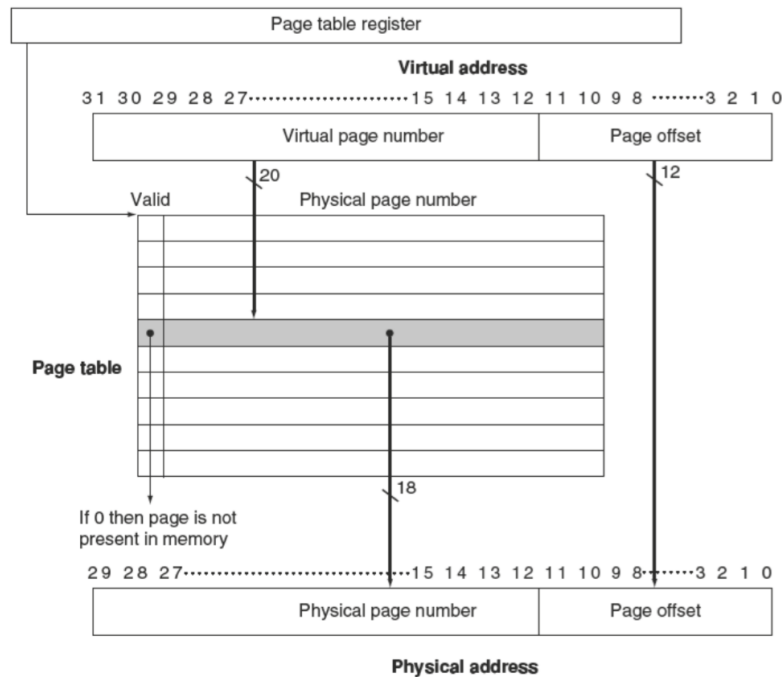 Page table register
Virtual address
31 30 29 28 27····················15 14 13 12 11 10 9 8 ·······3 2 1 0
Virtual page number Page offset
20 12
Valid Physical page number
Page table
18
If 0 then page is not
present in memory
29 28 27···························15 14 13 12 11 10 9 8·······3 2 1 0
Physical page number Page offset
Physical address